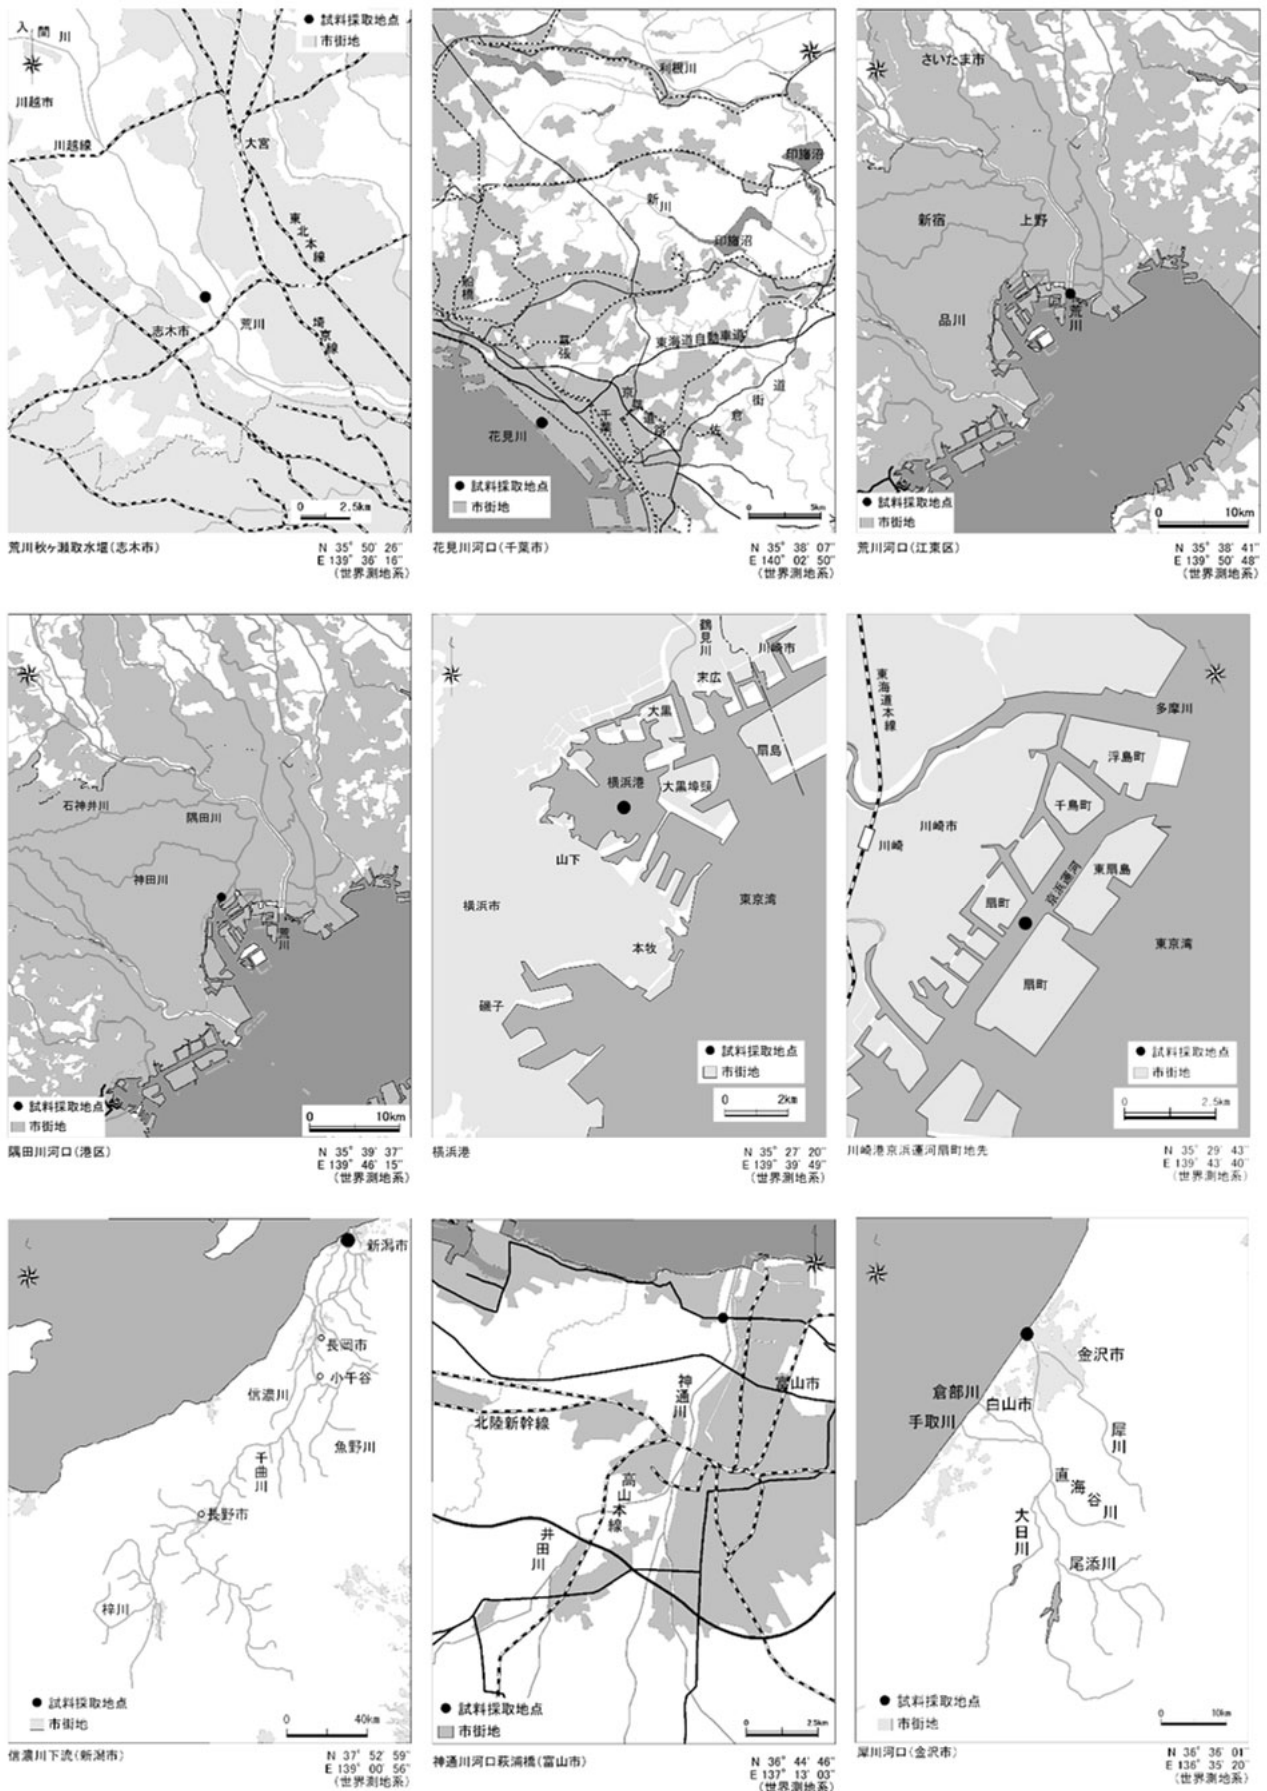 ● 試料採取地点
市街地
入間川
川越市
川越線
大宮
東北本線
埼京線
志木市
荒川
0 2.5km
荒川秋ヶ瀬取水堰(志木市)
N 35° 50′ 26″
E 139° 36′ 16″
(世界測地系)
利根川
印旛沼
新川
印旛沼
船橋
幕張
東海道自動車道
京葉道路
千葉
佐倉街道
花見川
● 試料採取地点
市街地
0 5km
花見川河口(千葉市)
N 35° 38′ 07″
E 140° 02′ 50″
(世界測地系)
さいたま市
新宿
上野
品川
荒川
● 試料採取地点
市街地
0 10km
荒川河口(江東区)
N 35° 38′ 41″
E 139° 50′ 48″
(世界測地系)
石神井川
隅田川
神田川
荒川
● 試料採取地点
市街地
0 10km
隅田川河口(港区)
N 35° 39′ 37″
E 139° 46′ 15″
(世界測地系)
鶴見川
川崎市
末広
大黒
扇島
横浜港
大黒埠頭
山下
横浜市
東京湾
本牧
磯子
● 試料採取地点
市街地
0 2km
横浜港
N 35° 27′ 20″
E 139° 39′ 49″
(世界測地系)
東海道本線
多摩川
浮島町
千鳥町
川崎市
川崎
東扇島
京浜運河
扇町
東京湾
扇町
● 試料採取地点
市街地
0 2.5km
川崎港京浜運河扇町地先
N 35° 29′ 43″
E 139° 43′ 40″
(世界測地系)
新潟市
長岡市
小千谷
信濃川
魚野川
千曲川
長野市
梓川
● 試料採取地点
市街地
0 40km
信濃川下流(新潟市)
N 37° 52′ 59″
E 139° 00′ 56″
(世界測地系)
神通川
富山市
北陸新幹線
高山本線
井田川
● 試料採取地点
市街地
0 2.5km
神通川河口萩浦橋(富山市)
N 36° 44′ 46″
E 137° 13′ 03″
(世界測地系)
金沢市
倉部川
白山市
手取川
犀川
直海谷川
大日川
尾添川
● 試料採取地点
市街地
0 10km
犀川河口(金沢市)
N 36° 36′ 01″
E 136° 35′ 20″
(世界測地系)